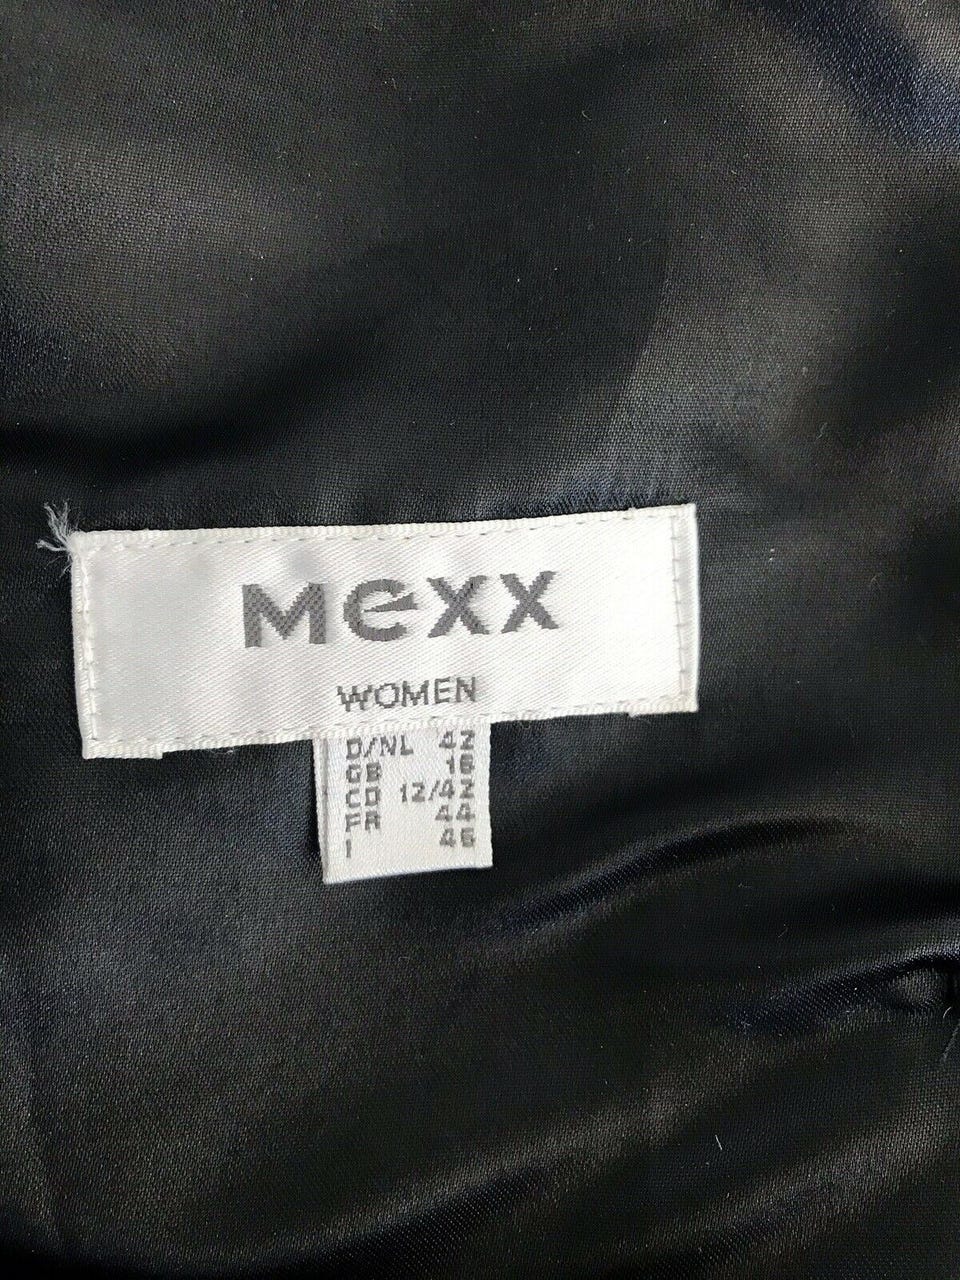 MEXX
WOMEN
D/NL 42
GB 16
CD 12/42
FR 44
I 46